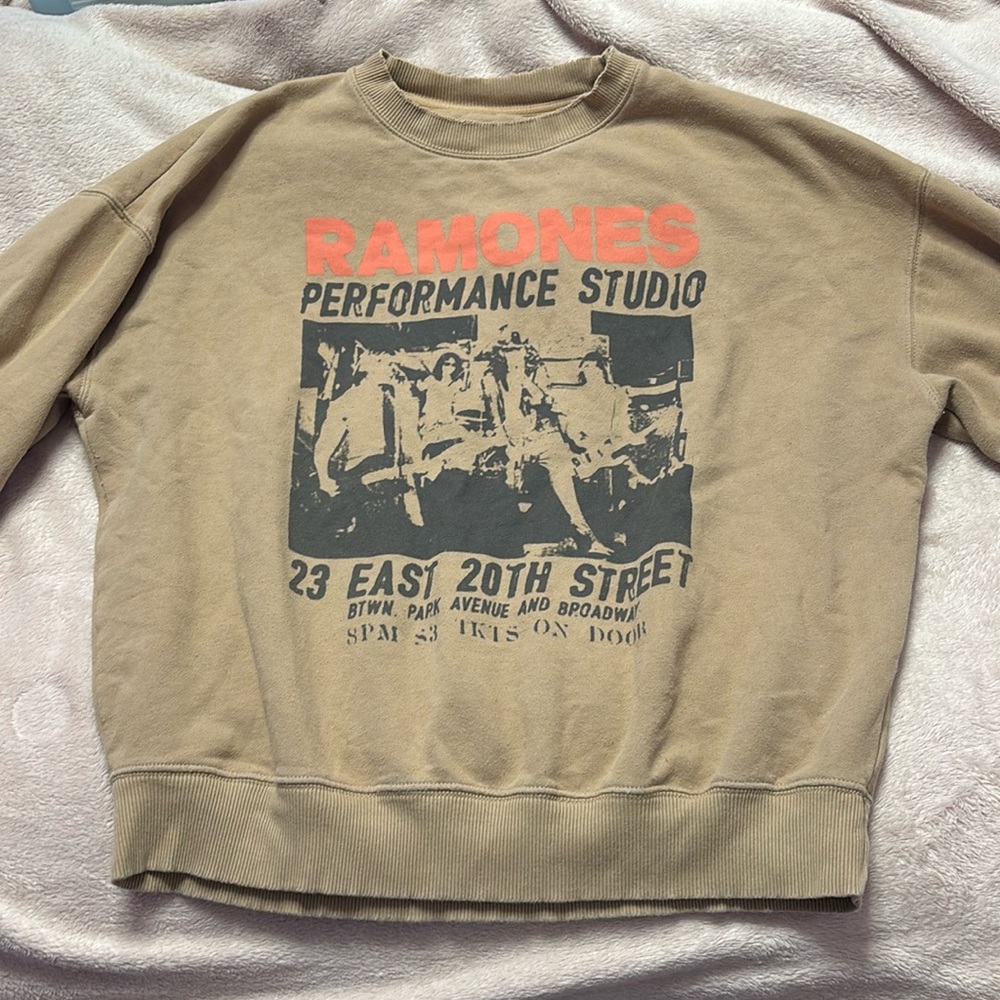 RAMONES
PERFORMANCE STUDIO
23 EAST 20TH STREET
BTWN. PARK AVENUE AND BROADWAY.
8PM $3 TKTS ON DOOR